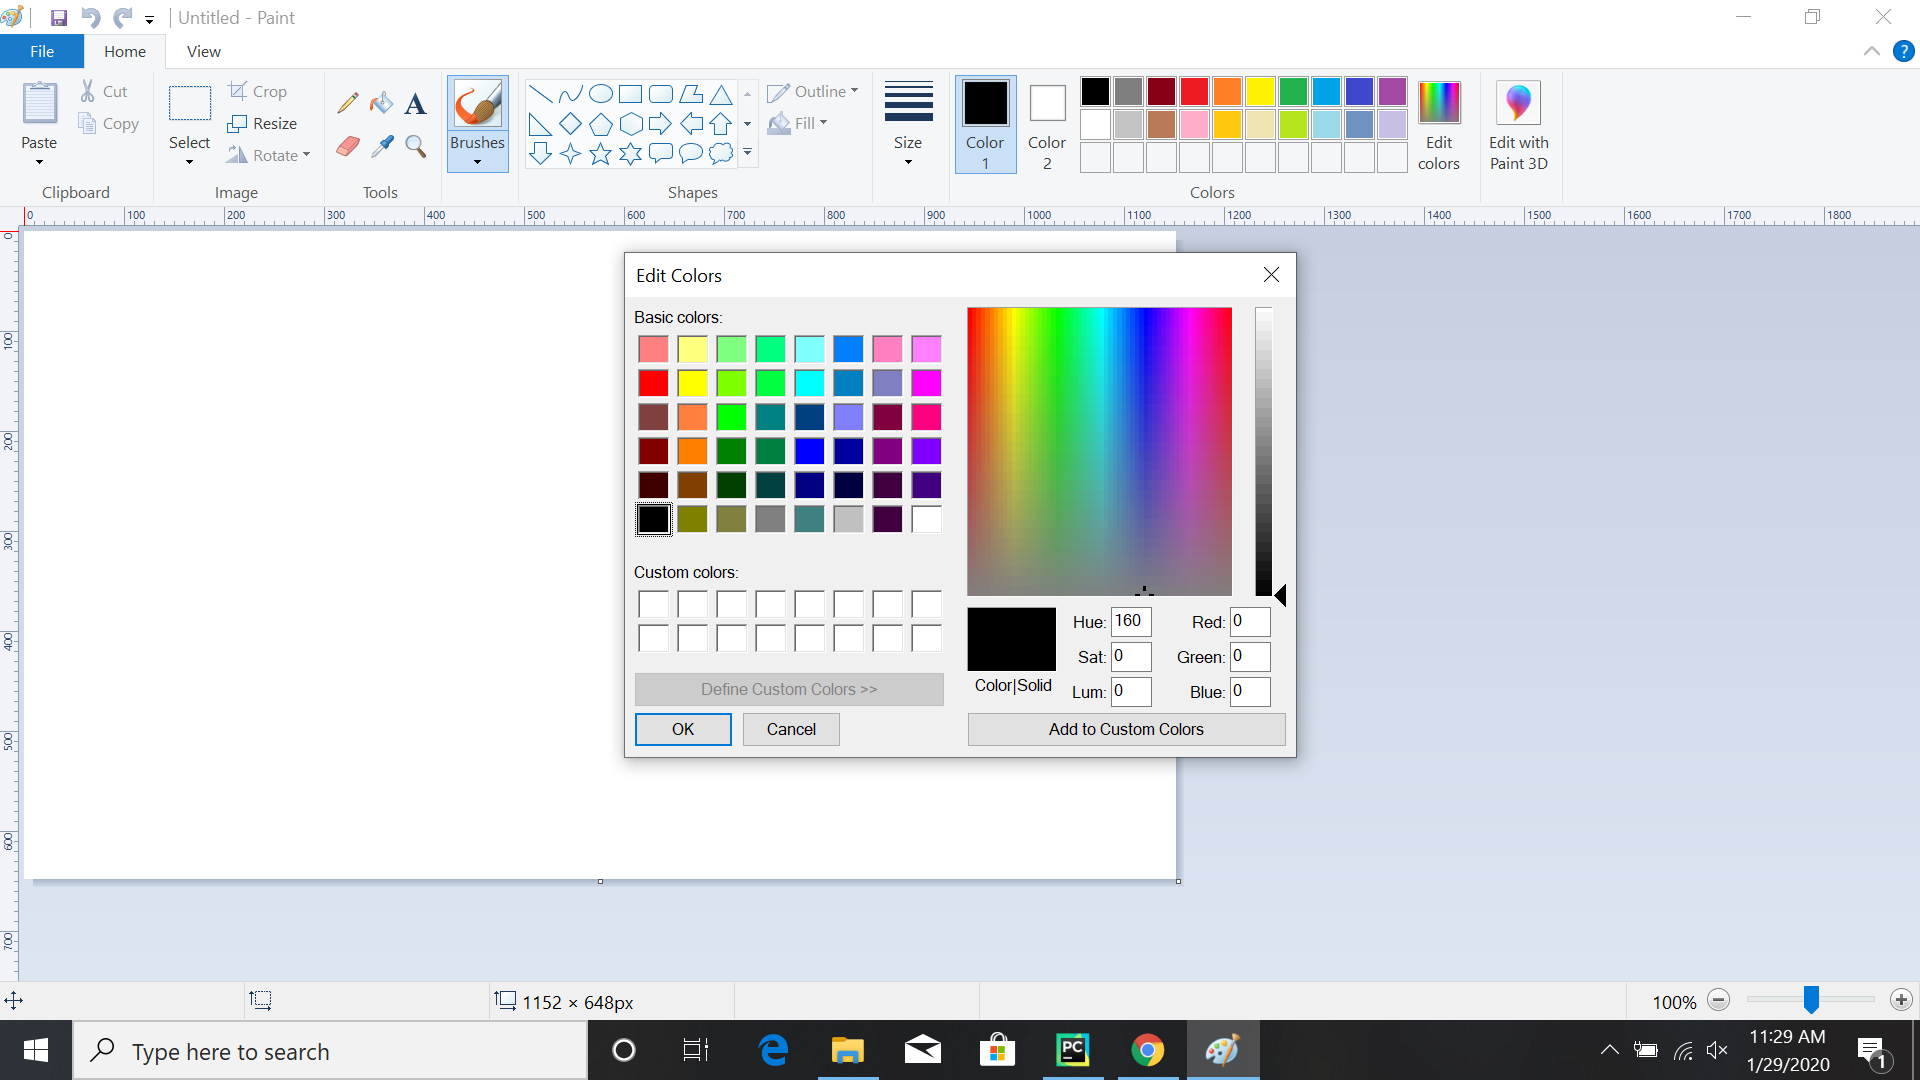 Untitled - Paint
File
Home
View
Paste
Cut
Copy
Clipboard
Select
Crop
Resize
Rotate
Image
A
Tools
Brushes
Shapes
Outline
Fill
Size
Color
1
Color
2
Edit
colors
Colors
Edit with
Paint 3D
?
0 100 200 300 400 500 600 700 800 900 1000 1100 1200 1300 1400 1500 1600 1700 1800
0
100
200
300
400
500
600
700
Edit Colors
Basic colors:
Custom colors:
Define Custom Colors >>
OK
Cancel
Color|Solid
Hue: 160
Sat: 0
Lum: 0
Red: 0
Green: 0
Blue: 0
Add to Custom Colors
1152 × 648px
100%
Type here to search
PC
11:29 AM
1/29/2020
1